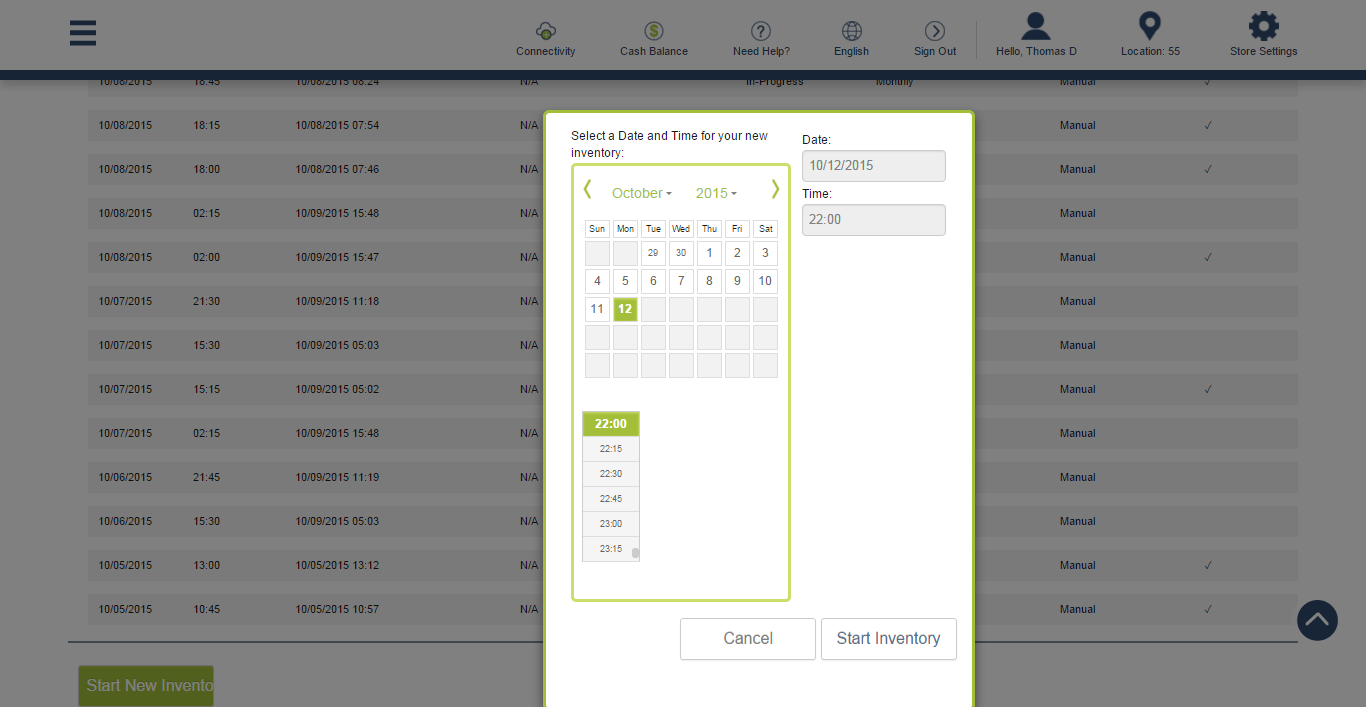 Connectivity Cash Balance Need Help? English Sign Out Hello, Thomas D Location: 55 Store Settings
10/08/2015 18:45 10/08/2015 08:24 N/A In-Progress Monthly Manual ✓
10/08/2015 18:15 10/08/2015 07:54 N/A Manual ✓
10/08/2015 18:00 10/08/2015 07:46 N/A Manual ✓
10/08/2015 02:15 10/09/2015 15:48 N/A Manual
10/08/2015 02:00 10/09/2015 15:47 N/A Manual ✓
10/07/2015 21:30 10/09/2015 11:18 N/A Manual
10/07/2015 15:30 10/09/2015 05:03 N/A Manual
10/07/2015 15:15 10/09/2015 05:02 N/A Manual ✓
10/07/2015 02:15 10/09/2015 15:48 N/A Manual
10/06/2015 21:45 10/09/2015 11:19 N/A Manual
10/06/2015 15:30 10/09/2015 05:03 N/A Manual
10/05/2015 13:00 10/05/2015 13:12 N/A Manual ✓
10/05/2015 10:45 10/05/2015 10:57 N/A Manual ✓
Start New Invento
Select a Date and Time for your new
inventory:
October 2015
Sun Mon Tue Wed Thu Fri Sat
29 30 1 2 3
4 5 6 7 8 9 10
11 12
22:00
22:15
22:30
22:45
23:00
23:15
Date:
10/12/2015
Time:
22:00
Cancel Start Inventory